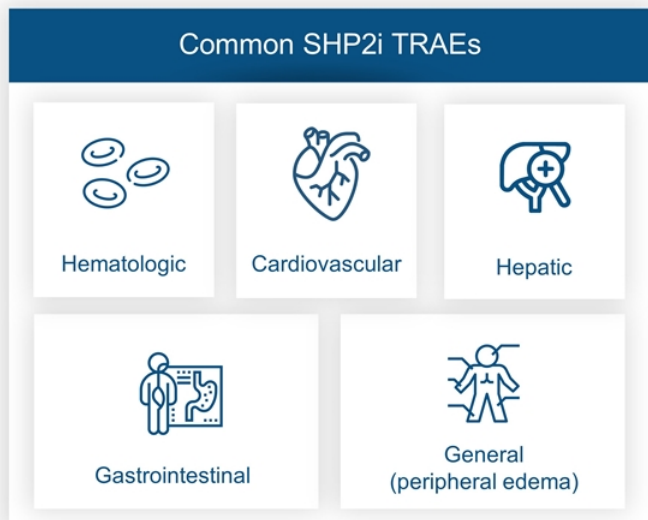 Common SHP2i TRAEs
Hematologic
Cardiovascular
Hepatic
Gastrointestinal
General
(peripheral edema)